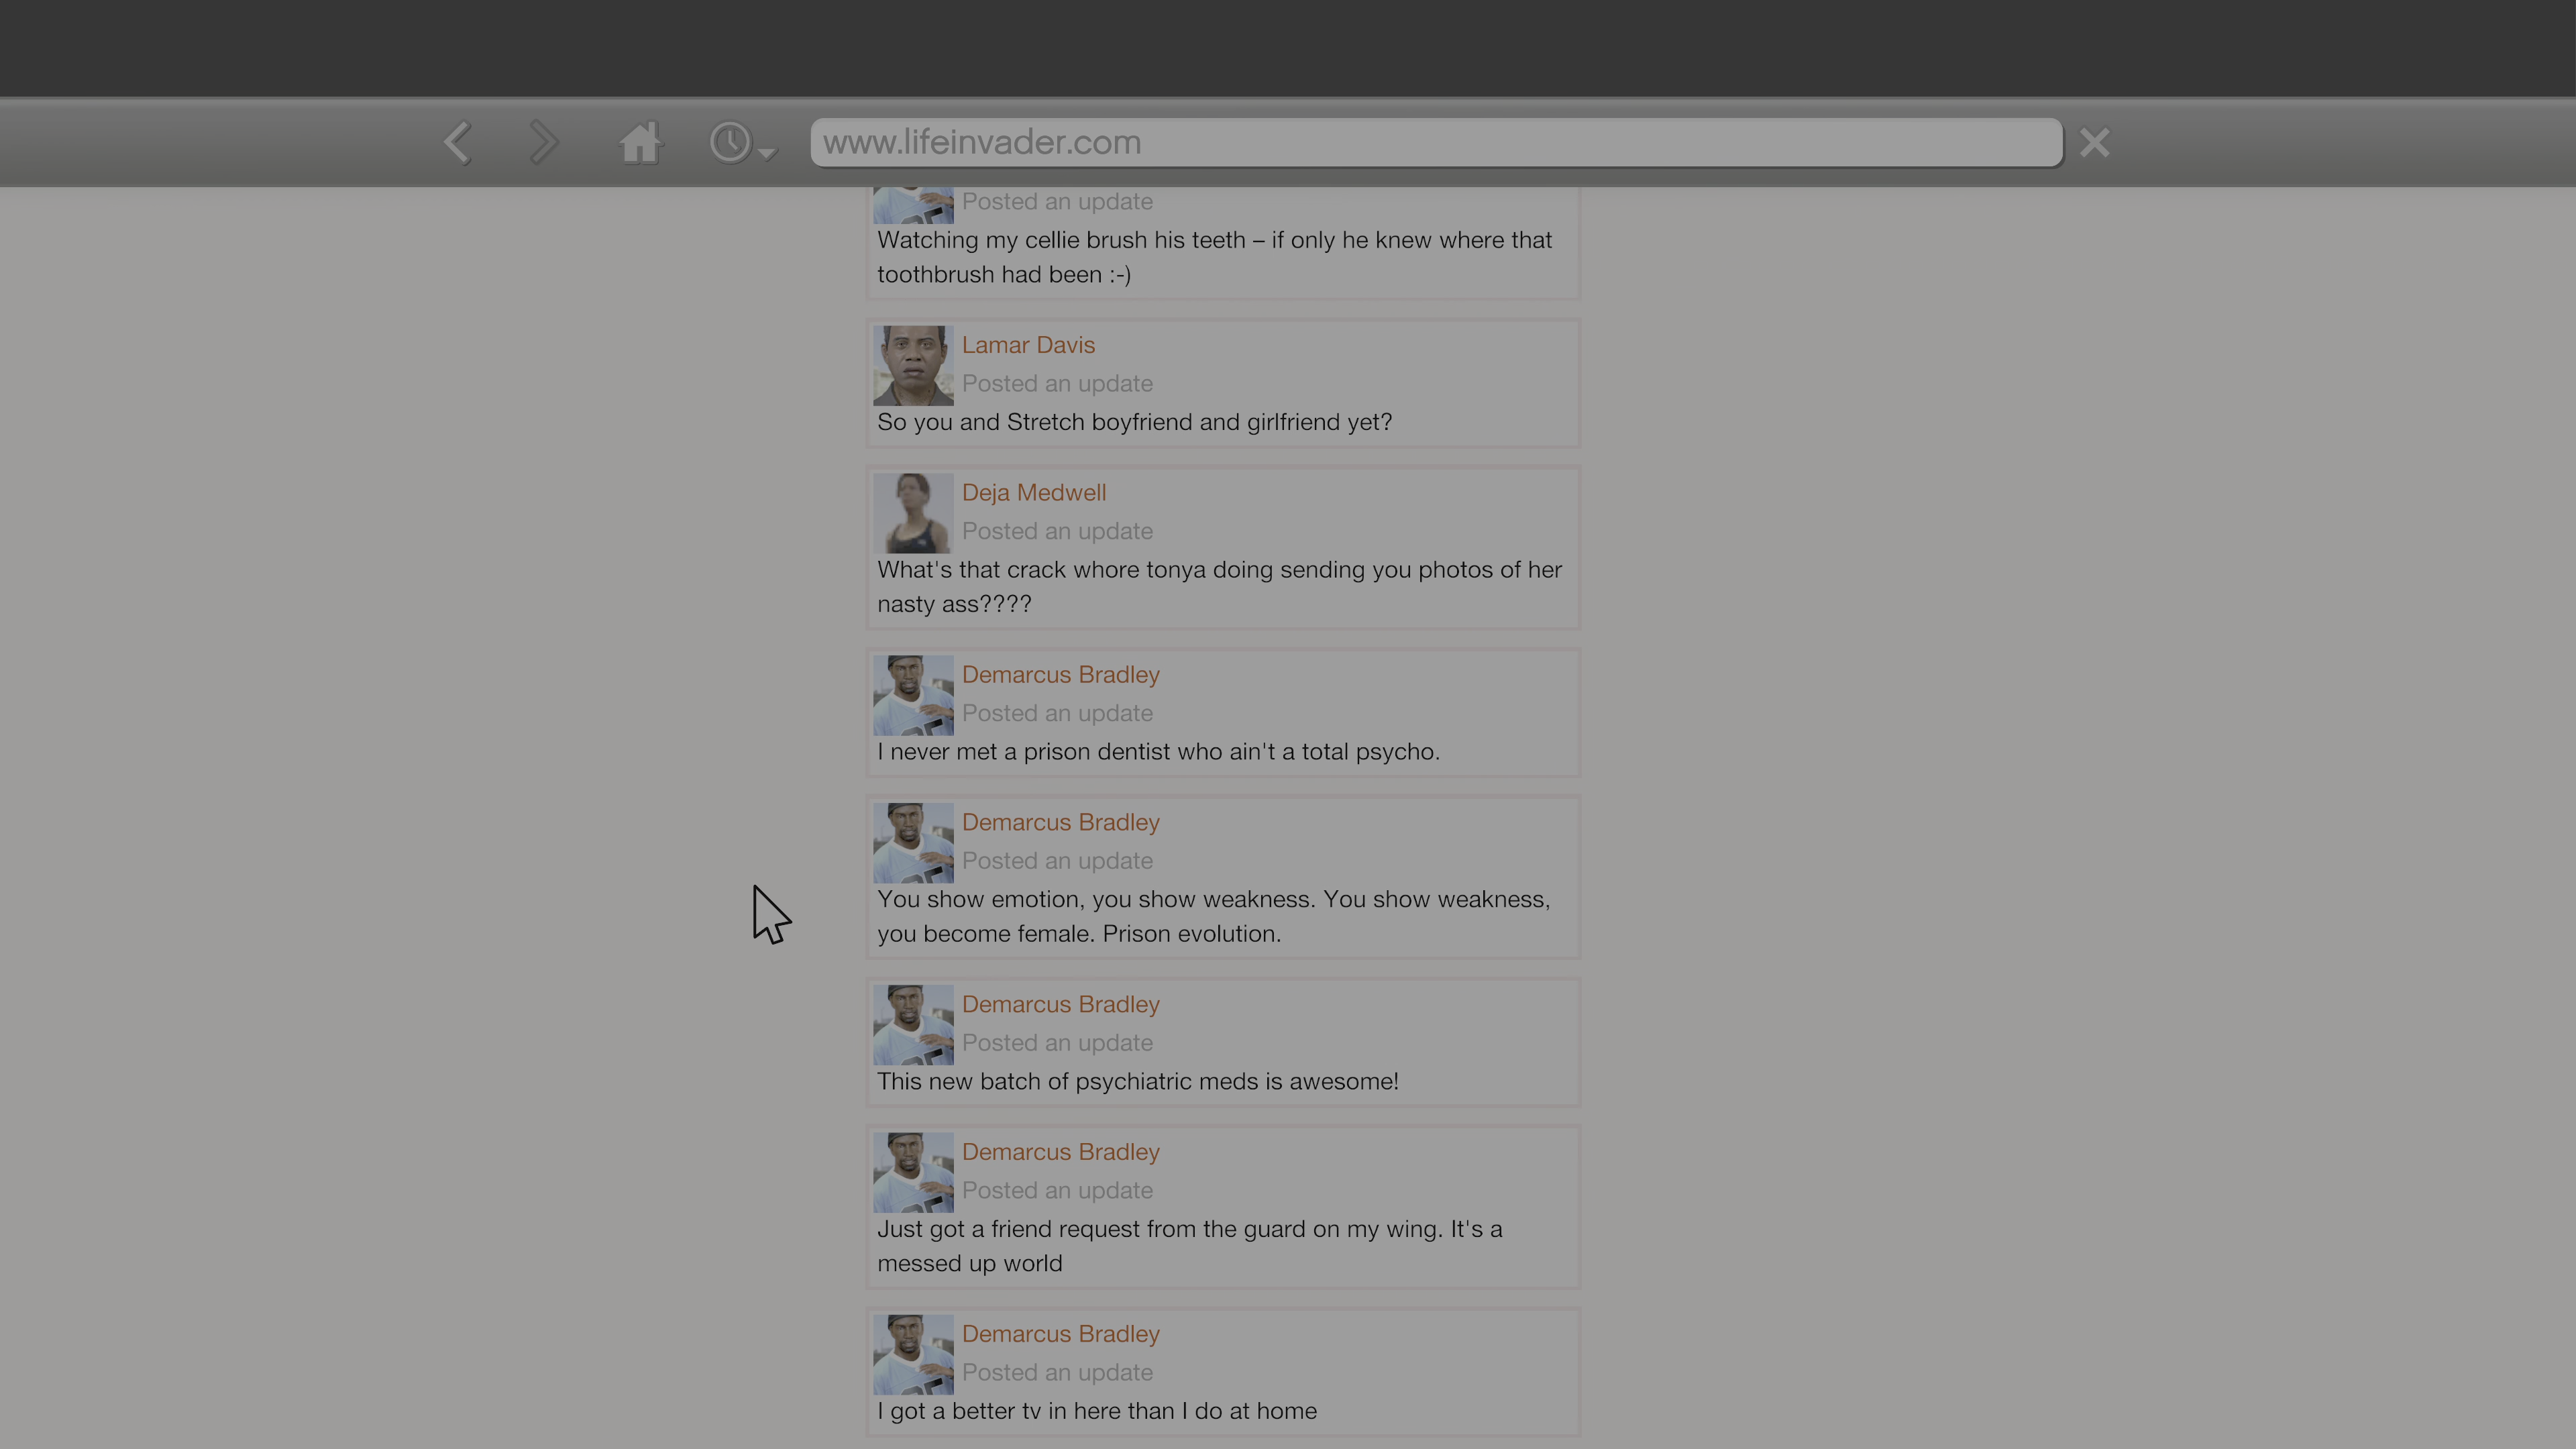 www.lifeinvader.com
Posted an update
Watching my cellie brush his teeth – if only he knew where that
toothbrush had been :-)
Lamar Davis
Posted an update
So you and Stretch boyfriend and girlfriend yet?
Deja Medwell
Posted an update
What's that crack whore tonya doing sending you photos of her
nasty ass????
Demarcus Bradley
Posted an update
I never met a prison dentist who ain't a total psycho.
Demarcus Bradley
Posted an update
You show emotion, you show weakness. You show weakness,
you become female. Prison evolution.
Demarcus Bradley
Posted an update
This new batch of psychiatric meds is awesome!
Demarcus Bradley
Posted an update
Just got a friend request from the guard on my wing. It's a
messed up world
Demarcus Bradley
Posted an update
I got a better tv in here than I do at home